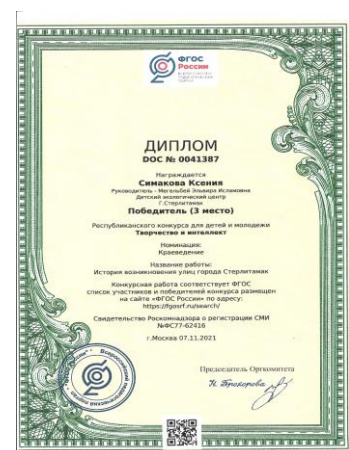 ФГОС
России
ДИПЛОМ
DOC № 0041387
Награждается
Симакова Ксения
Руководитель - Мегельбей Эльвира Исламовна
Детский экологический центр
Г.Стерлитамак
Победитель (3 место)
Республиканского конкурса для детей и молодежи
Творчество и интеллект
Номинация:
Краеведение
Название работы:
История возникновения улиц города Стерлитамак
Конкурсная работа соответствует ФГОС
список участников и победителей конкурса размещен
на сайте «ФГОС России» по адресу:
https://fgosrf.ru/search/
Свидетельство Роскомнадзора о регистрации СМИ
№ФС77-62416
г.Москва 07.11.2021
Председатель Оргкомитета
Н. Прохорова